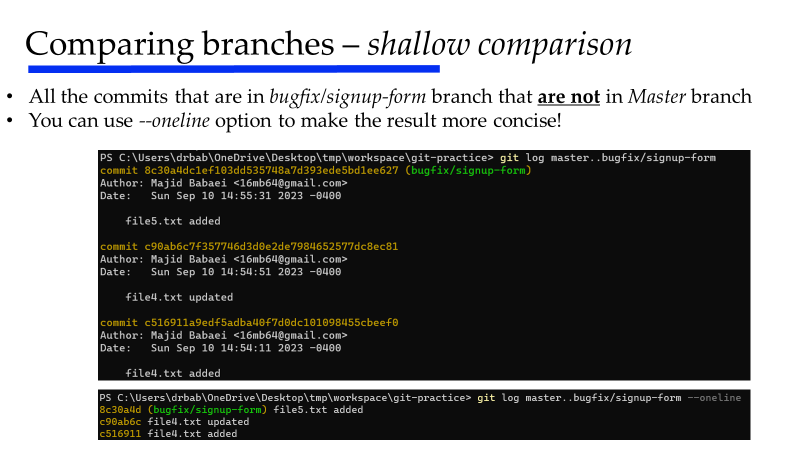 Comparing branches – shallow comparison
• All the commits that are in bugfix/signup-form branch that are not in Master branch
• You can use --oneline option to make the result more concise!
PS C:\Users\drbab\OneDrive\Desktop\tmp\workspace\git-practice> git log master..bugfix/signup-form
commit 8c30a4dc1ef103dd535748a7d393ede5bd1ee627 (bugfix/signup-form)
Author: Majid Babaei <16mb64@gmail.com>
Date:   Sun Sep 10 14:55:31 2023 -0400
    file5.txt added
commit c90ab6c7f357746d3d0e2de7984652577dc8ec81
Author: Majid Babaei <16mb64@gmail.com>
Date:   Sun Sep 10 14:54:51 2023 -0400
    file4.txt updated
commit c516911a9edf5adba40f7d0dc101098455cbeef0
Author: Majid Babaei <16mb64@gmail.com>
Date:   Sun Sep 10 14:54:11 2023 -0400
    file4.txt added
PS C:\Users\drbab\OneDrive\Desktop\tmp\workspace\git-practice> git log master..bugfix/signup-form --oneline
8c30a4d (bugfix/signup-form) file5.txt added
c90ab6c file4.txt updated
c516911 file4.txt added